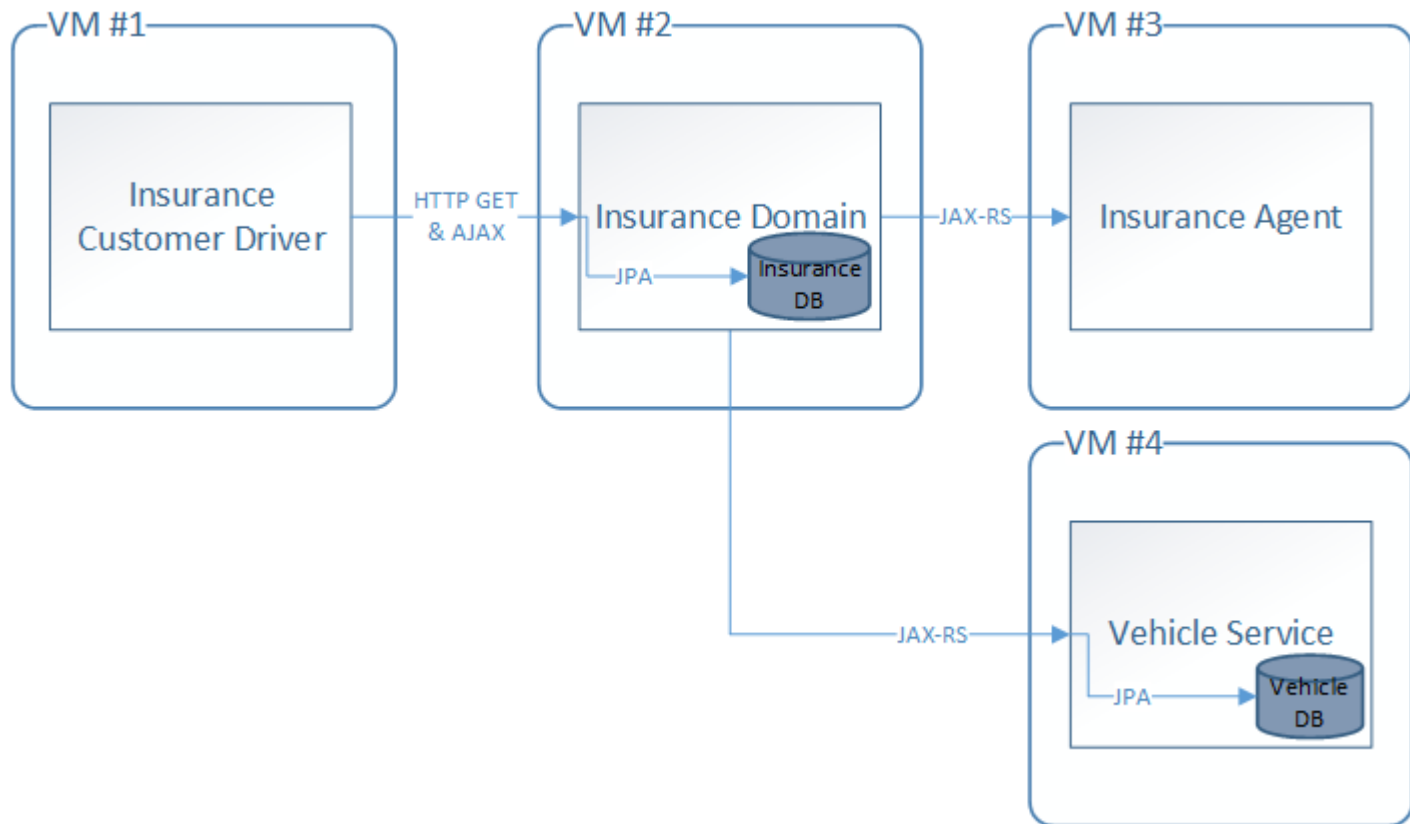 VM #1
Insurance
Customer Driver
HTTP GET
& AJAX
VM #2
Insurance Domain
JPA
Insurance
DB
JAX-RS
VM #3
Insurance Agent
VM #4
JAX-RS
Vehicle Service
JPA
Vehicle
DB